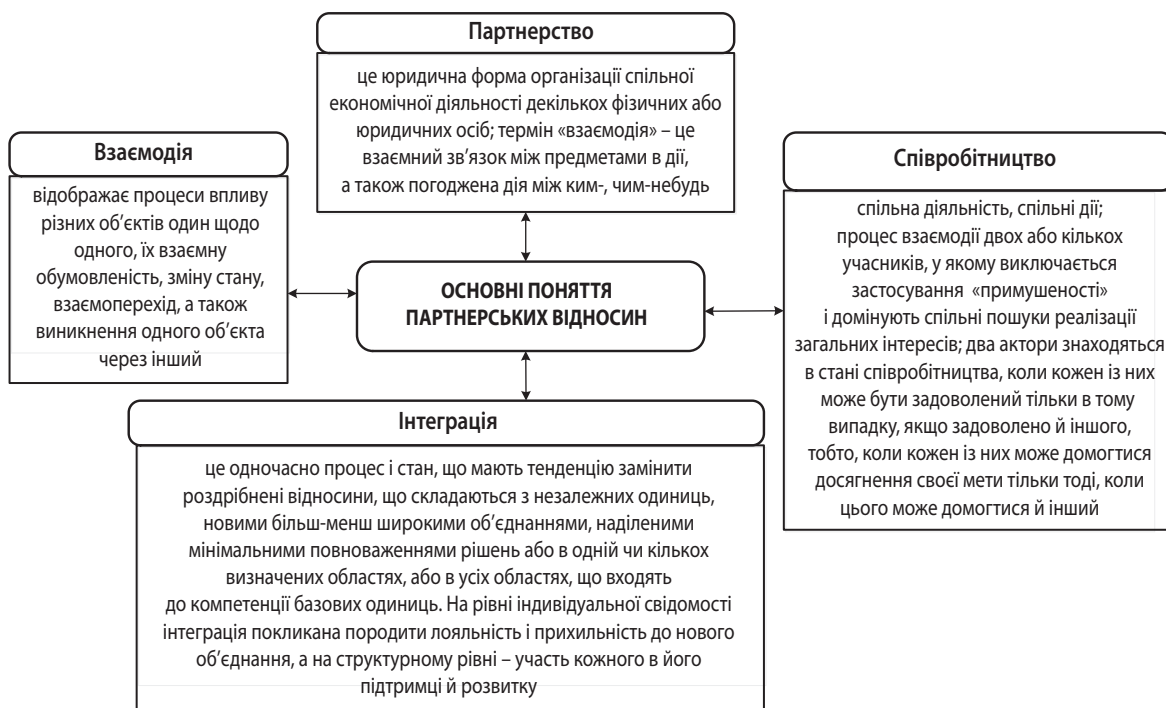 Партнерство
це юридична форма організації спільної
економічної діяльності декількох фізичних або
юридичних осіб; термін «взаємодія» – це
взаємний зв'язок між предметами в дії,
а також погоджена дія між ким-, чим-небудь
Взаємодія
відображає процеси впливу
різних об'єктів один щодо
одного, їх взаємну
обумовленість, зміну стану,
взаємоперехід, а також
виникнення одного об'єкта
через інший
ОСНОВНІ ПОНЯТТЯ
ПАРТНЕРСЬКИХ ВІДНОСИН
Співробітництво
спільна діяльність, спільні дії;
процес взаємодії двох або кількох
учасників, у якому виключається
застосування «примушеності»
і домінують спільні пошуки реалізації
загальних інтересів; два актори знаходяться
в стані співробітництва, коли кожен із них
може бути задоволений тільки в тому
випадку, якщо задоволено й іншого,
тобто, коли кожен із них може домогтися
досягнення своєї мети тільки тоді, коли
цього може домогтися й інший
Інтеграція
це одночасно процес і стан, що мають тенденцію замінити
роздрібнені відносини, що складаються з незалежних одиниць,
новими більш-менш широкими об'єднаннями, наділеними
мінімальними повноваженнями рішень або в одній чи кількох
визначених областях, або в усіх областях, що входять
до компетенції базових одиниць. На рівні індивідуальної свідомості
інтеграція покликана породити лояльність і прихильність до нового
об'єднання, а на структурному рівні – участь кожного в його
підтримці й розвитку